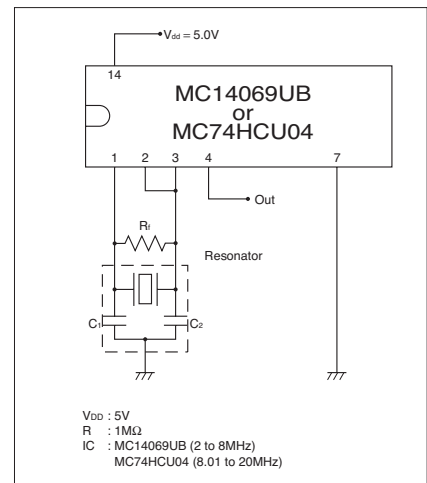 Vdd = 5.0V
14
MC14069UB
or
MC74HCU04
1 2 3 4 7
Out
Rf
Resonator
C1 C2
VDD : 5V
R : 1MΩ
IC : MC14069UB (2 to 8MHz)
MC74HCU04 (8.01 to 20MHz)